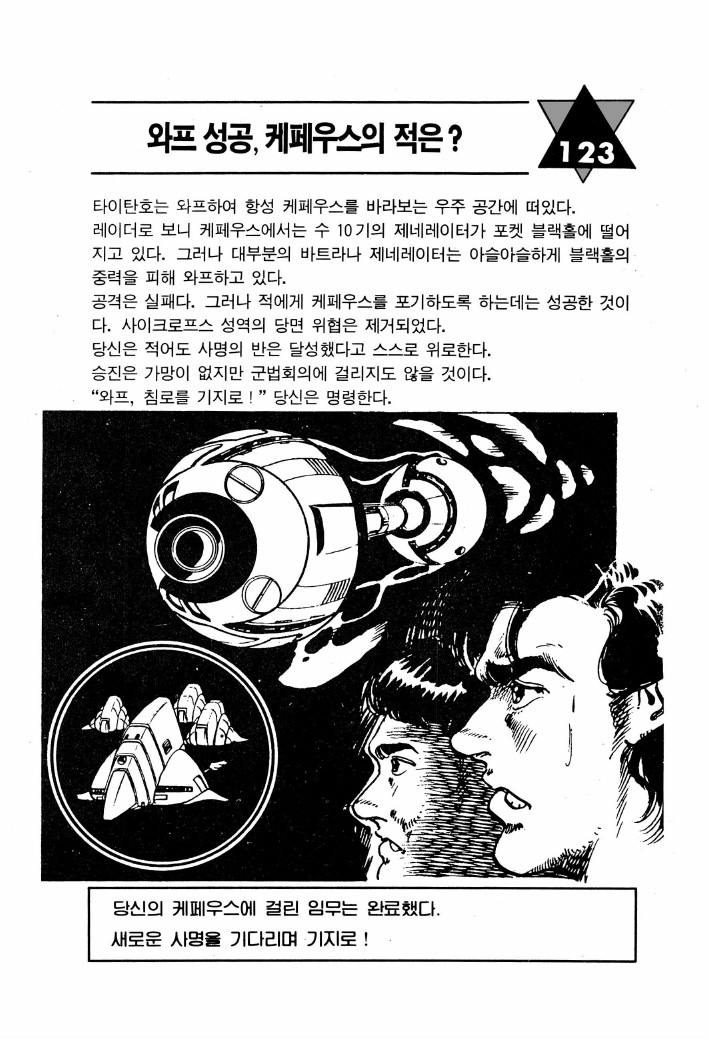 와프 성공, 케페우스의 적은?
123
타이탄호는 와프하여 항성 케페우스를 바라보는 우주 공간에 떠있다.
레이더로 보니 케페우스에서는 수 10기의 제네레이터가 포켓 블랙홀에 떨어
지고 있다. 그러나 대부분의 바트라나 제네레이터는 아슬아슬하게 블랙홀의
중력을 피해 와프하고 있다.
공격은 실패다. 그러나 적에게 케페우스를 포기하도록 하는데는 성공한 것이
다. 사이크로프스 성역의 당면 위협은 제거되었다.
당신은 적어도 사명의 반은 달성했다고 스스로 위로한다.
승진은 가망이 없지만 군법회의에 걸리지도 않을 것이다.
“와프, 침로를 기지로!” 당신은 명령한다.
당신의 케페우스에 걸린 임무는 완료했다.
새로운 사명을 기다리며 기지로!